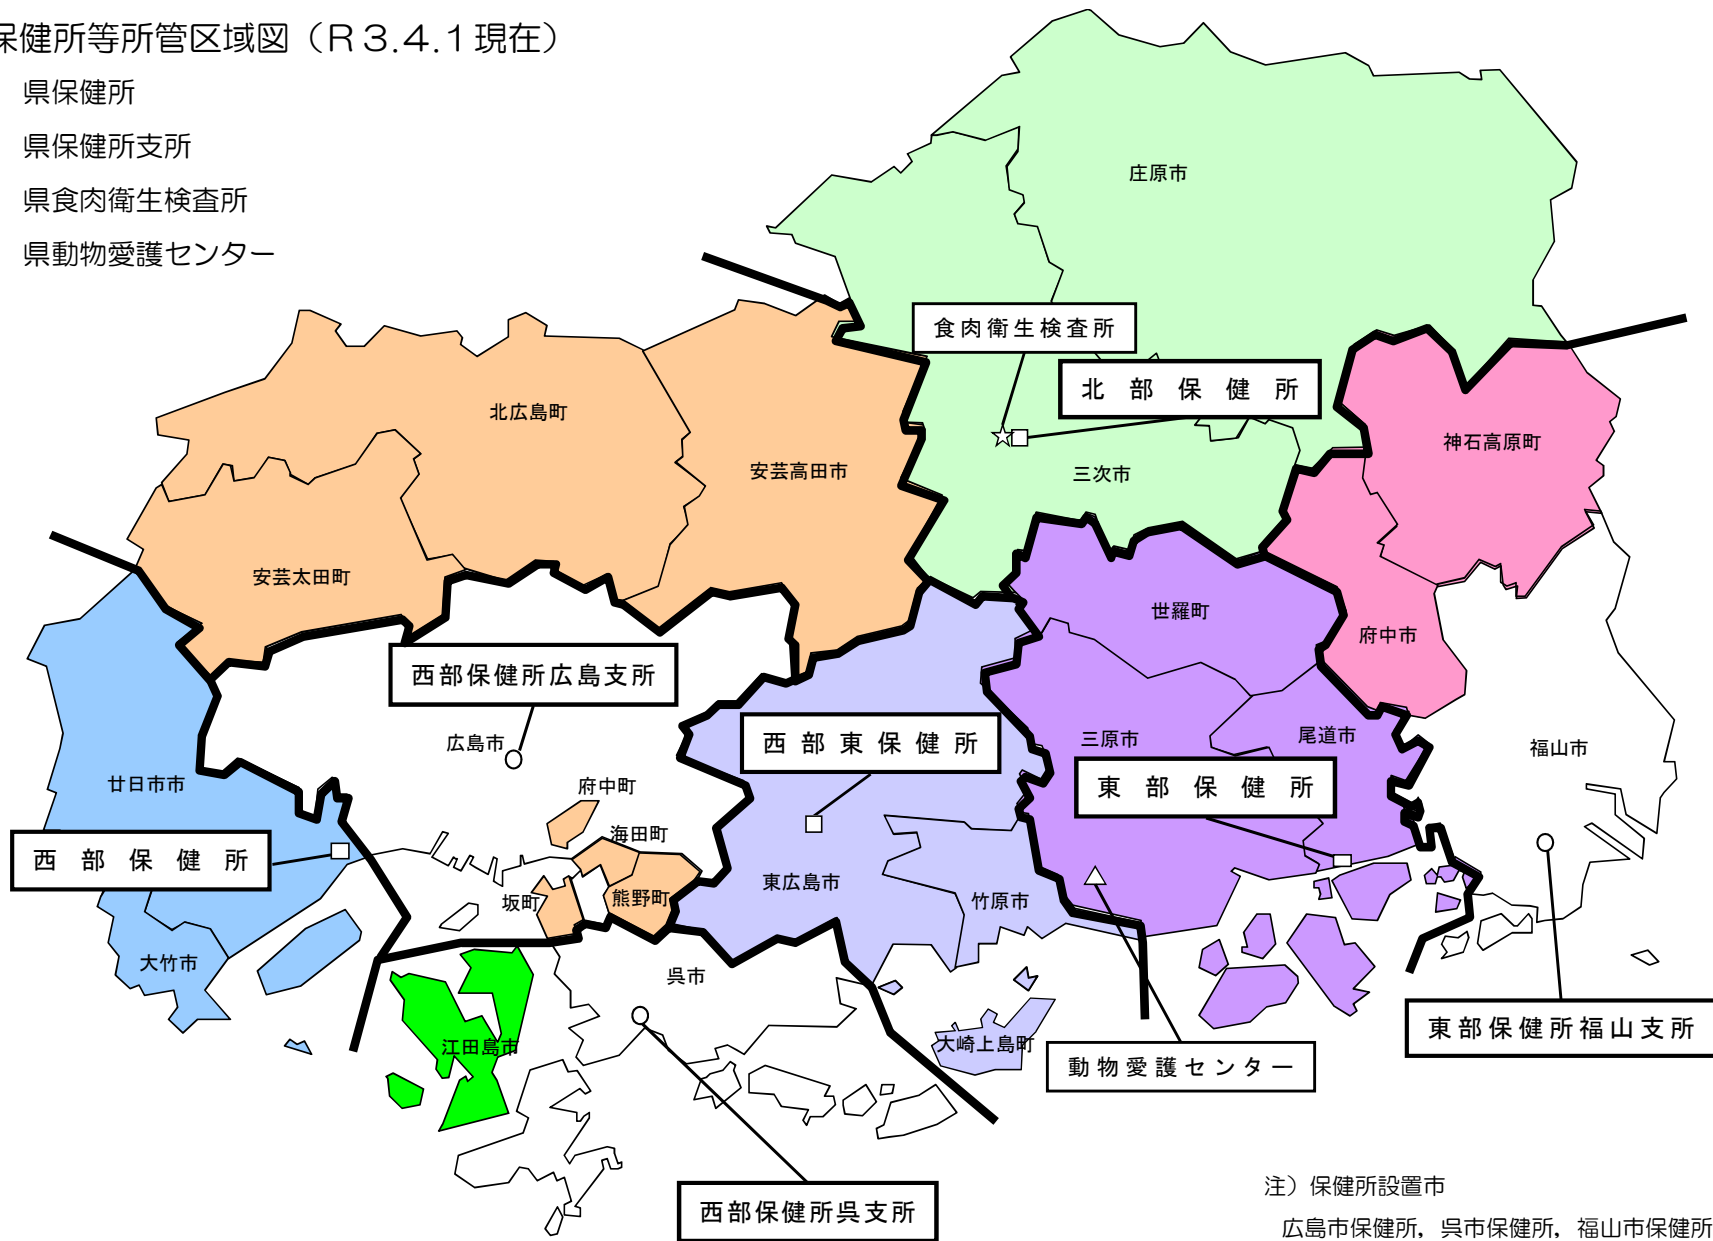 保健所等所管区域図（Ｒ３.４.１現在）
県保健所
県保健所支所
県食肉衛生検査所
県動物愛護センター
庄原市
食肉衛生検査所
北部保健所
北広島町
神石高原町
安芸高田市
三次市
安芸太田町
世羅町
府中市
西部保健所広島支所
広島市
西部東保健所
三原市
尾道市
福山市
廿日市市
府中町
東部保健所
海田町
西部保健所
東広島市
坂町
熊野町
竹原市
大竹市
呉市
江田島市
大崎上島町
東部保健所福山支所
動物愛護センター
西部保健所呉支所
注）保健所設置市
広島市保健所，呉市保健所，福山市保健所